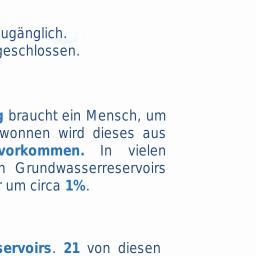 ugänglich.
geschlossen.
g braucht ein Mensch, um
wonnen wird dieses aus
vorkommen. In vielen
n Grundwasserreservoirs
r um circa 1%.
servoirs. 21 von diesen